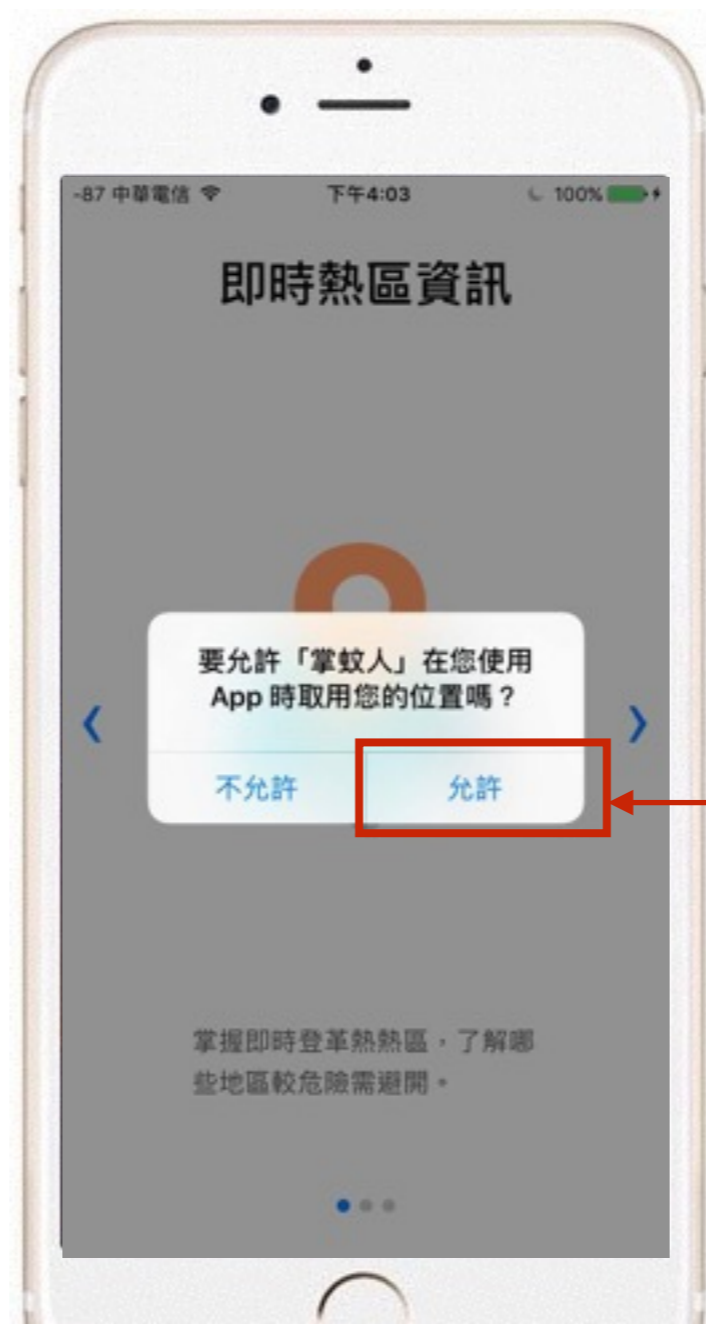 -87 中華電信 下午4:03 100%
即時熱區資訊
要允許「掌蚊人」在您使用
App 時取用您的位置嗎？
不允許 允許
掌握即時登革熱熱區，了解哪
些地區較危險需避開。